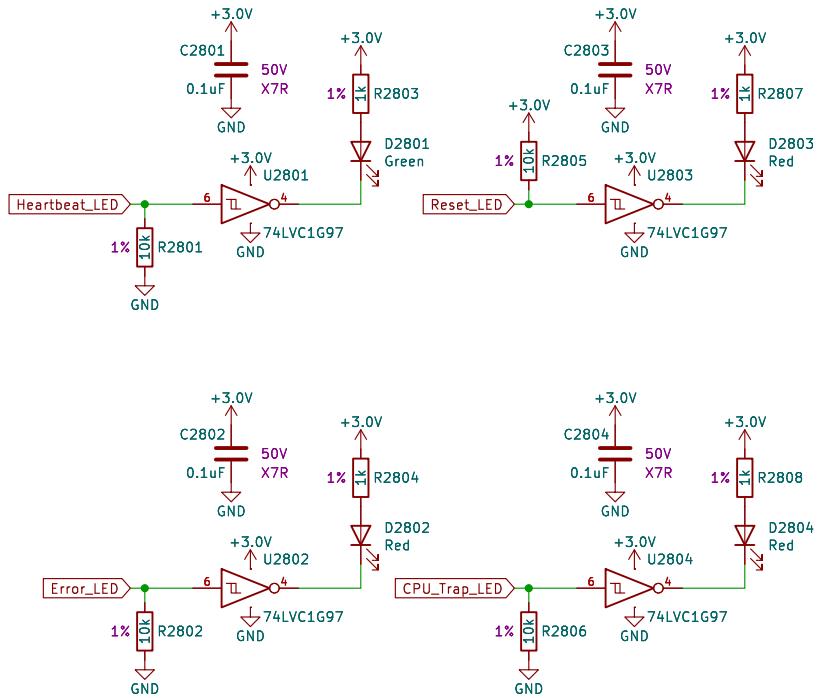 +3.0V
C2801
0.1uF
50V
X7R
GND
+3.0V
1%
1k
R2803
D2801
Green
+3.0V
U2801
Heartbeat_LED
6
4
74LVC1G97
GND
1%
10k
R2801
GND
+3.0V
C2803
0.1uF
50V
X7R
GND
+3.0V
1%
1k
R2807
D2803
Red
+3.0V
1%
10k
R2805
+3.0V
U2803
Reset_LED
6
4
74LVC1G97
GND
+3.0V
C2802
0.1uF
50V
X7R
GND
+3.0V
1%
1k
R2804
D2802
Red
+3.0V
U2802
Error_LED
6
4
74LVC1G97
GND
1%
10k
R2802
GND
+3.0V
C2804
0.1uF
50V
X7R
GND
+3.0V
1%
1k
R2808
D2804
Red
+3.0V
U2804
CPU_Trap_LED
6
4
74LVC1G97
GND
1%
10k
R2806
GND